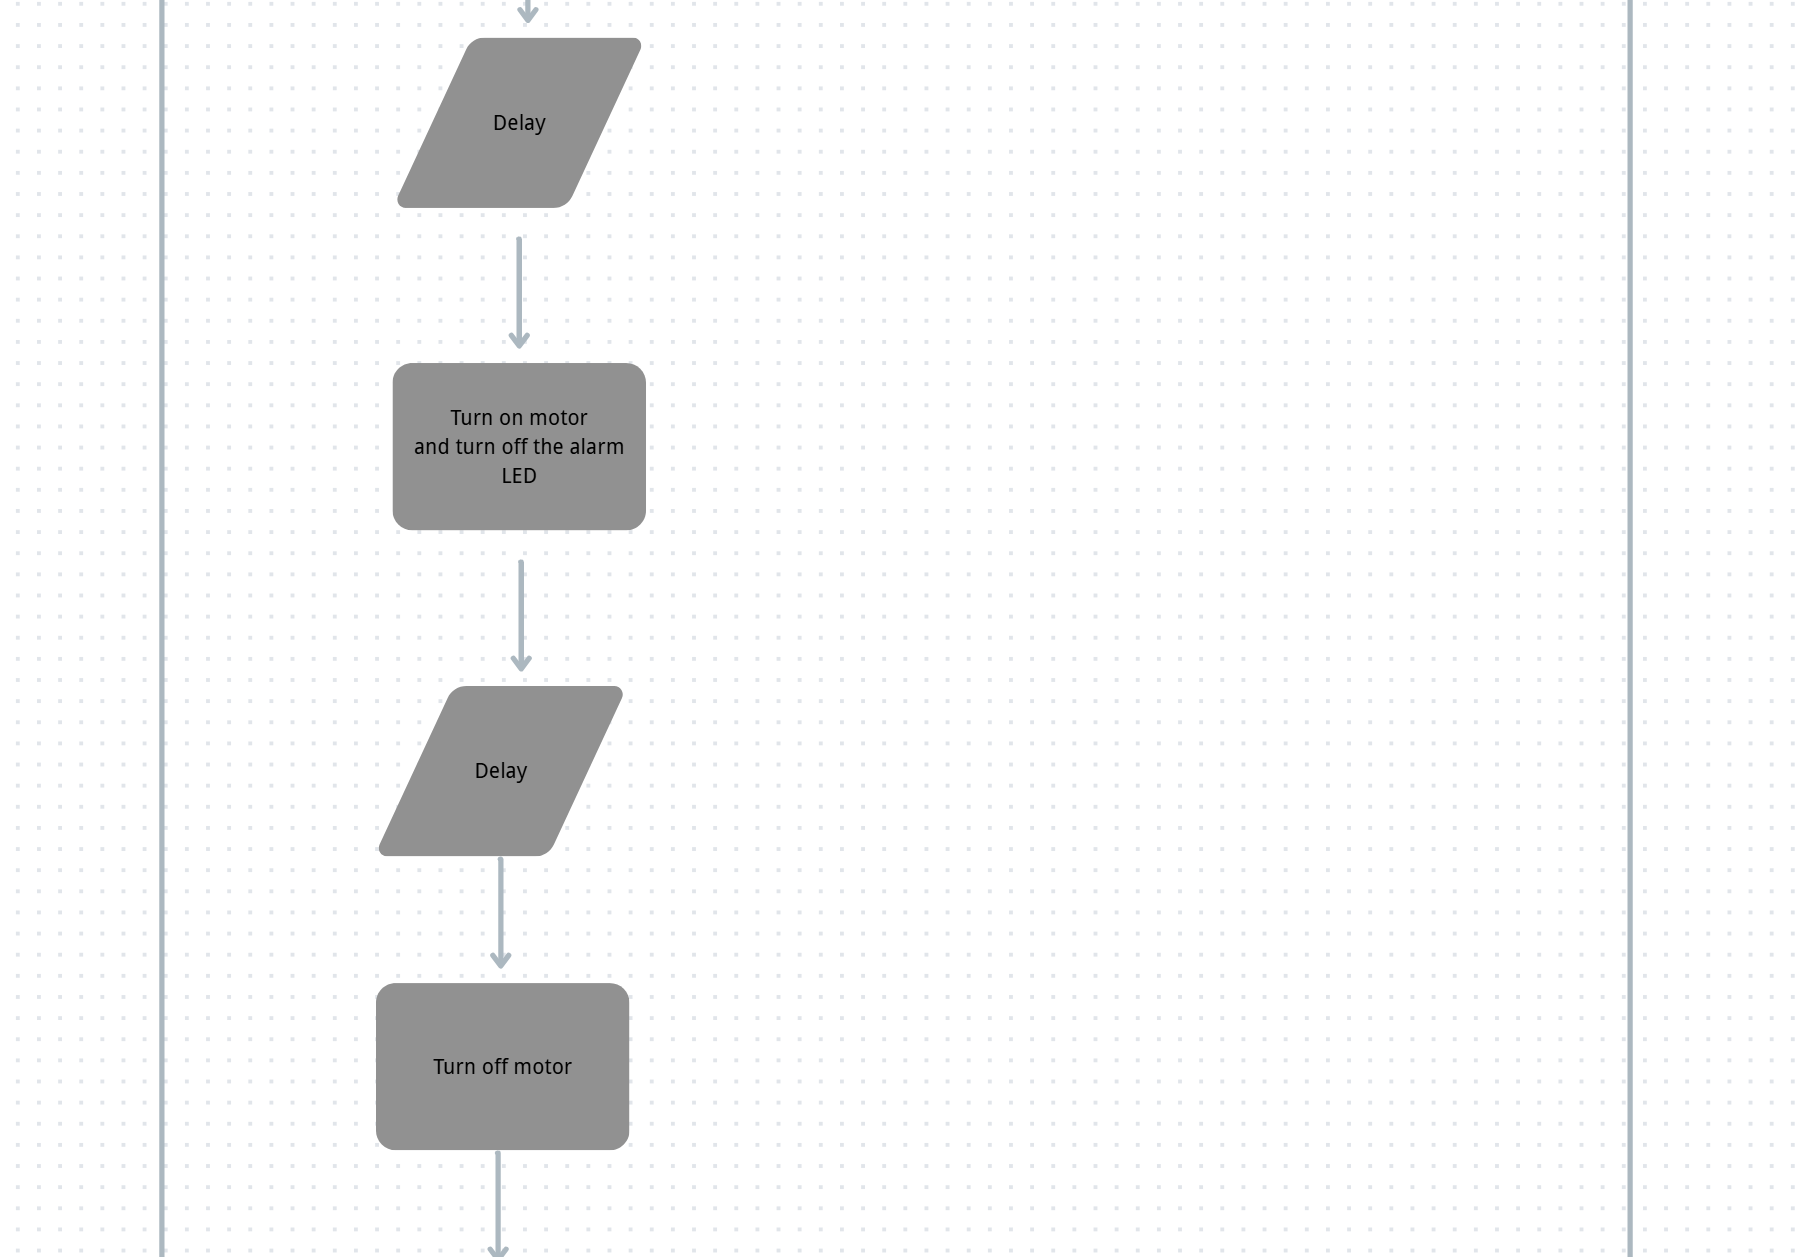 Delay
Turn on motor
and turn off the alarm
LED
Delay
Turn off motor